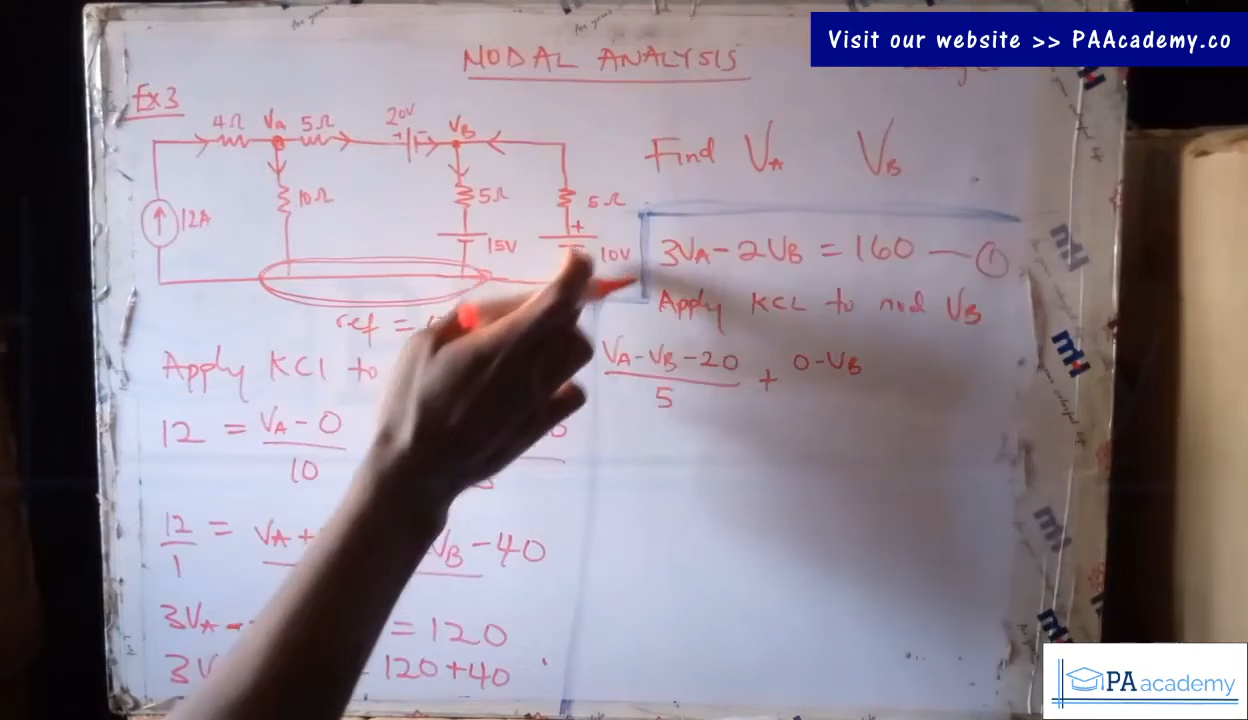 Visit our website >> PAAcademy.co
NODAL ANALYSIS
Ex3
4Ω VA 5Ω 20V VB
+
10Ω
5Ω
5Ω
12A
15V
+
10V
ref =
Find VA VB
3VA - 2VB = 160 — ①
Apply KCL to nod VB
VA-VB-20 + 0-VB
5
Apply KCL to
12 = VA - 0
10
12 = VA+ VB - 40
1
3VA - = 120
3V 120+40
PA academy